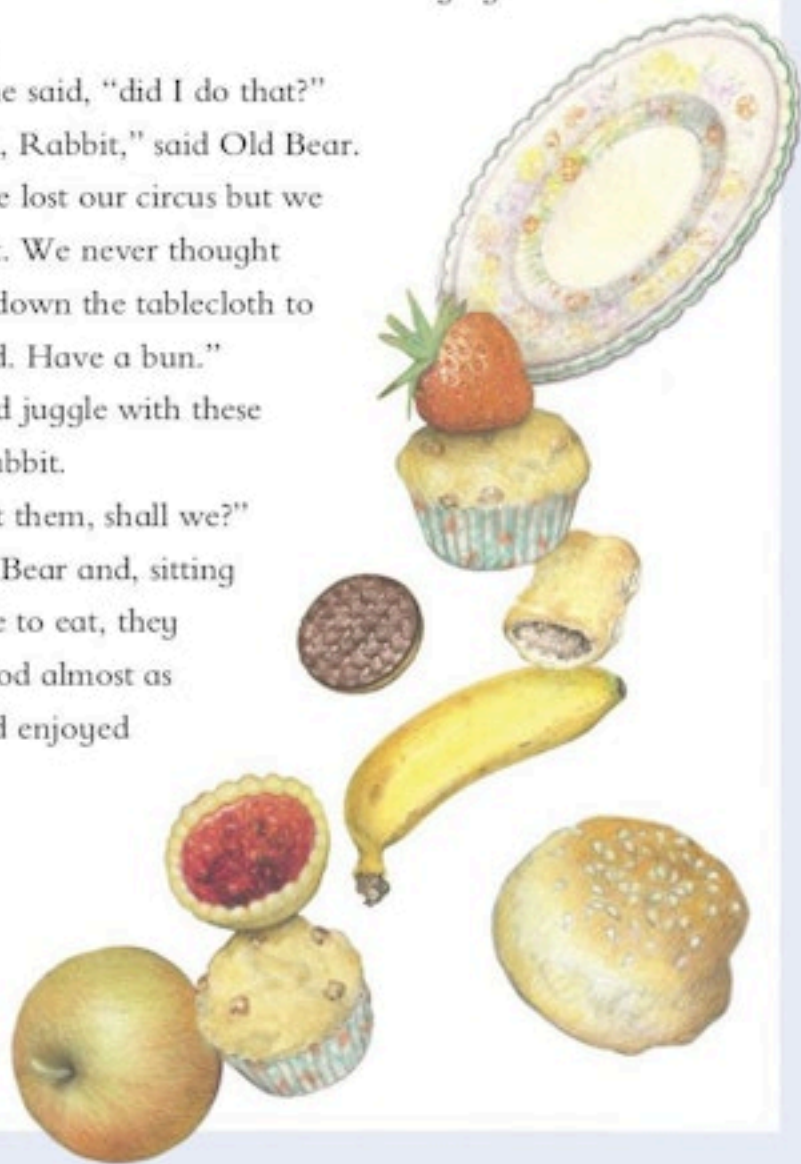 e said, “did I do that?”
, Rabbit,” said Old Bear.
e lost our circus but we
. We never thought
down the tablecloth to
d. Have a bun.”
d juggle with these
abbit.
t them, shall we?”
Bear and, sitting
e to eat, they
od almost as
d enjoyed